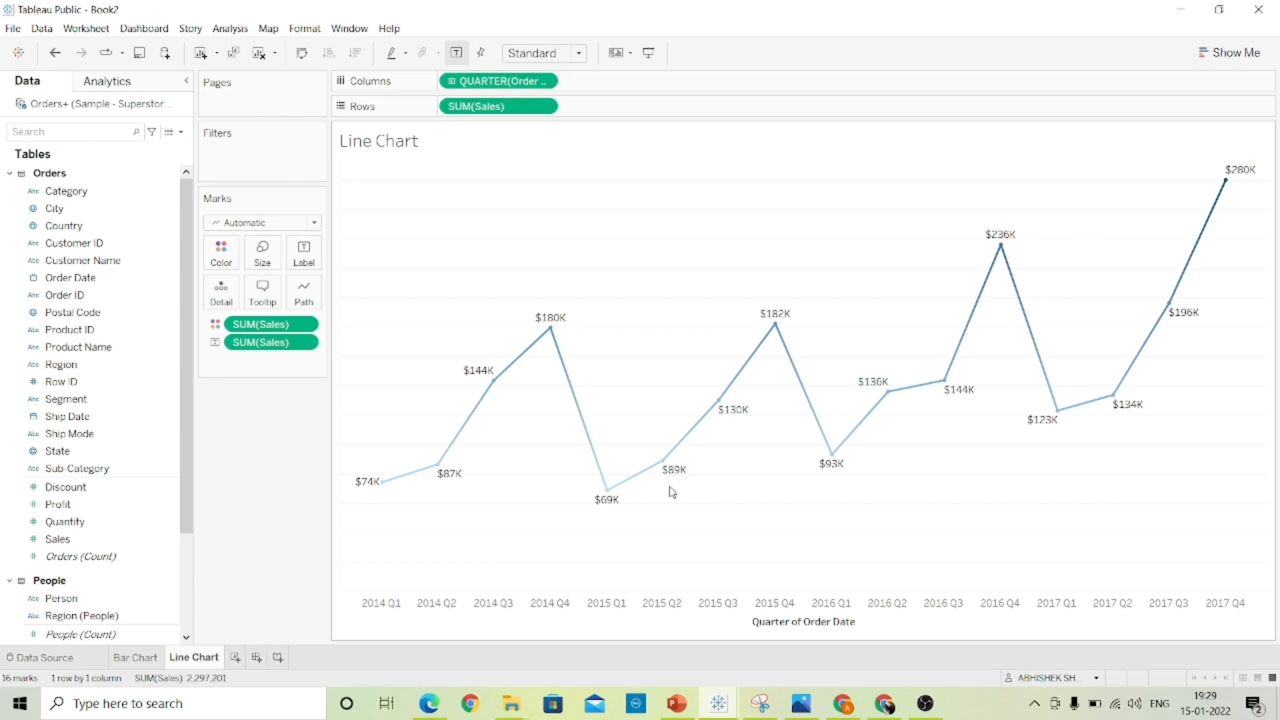 Tableau Public - Book2
File Data Worksheet Dashboard Story Analysis Map Format Window Help
Standard
Show Me
Data Analytics
Pages
Columns QUARTER(Order ..
Orders+ (Sample - Superstor...
Rows SUM(Sales)
Search
Filters
Tables
Line Chart
Orders
Category
City
Country
Customer ID
Customer Name
Order Date
Order ID
Postal Code
Product ID
Product Name
Region
Row ID
Segment
Ship Date
Ship Mode
State
Sub-Category
Discount
Profit
Quantity
Sales
Orders (Count)
People
Person
Region (People)
People (Count)
Marks
Automatic
Color Size Label
Detail Tooltip Path
SUM(Sales)
SUM(Sales)
$74K
$87K
$144K
$180K
$69K
$89K
$130K
$182K
$93K
$136K
$144K
$236K
$123K
$134K
$196K
$280K
2014 Q1 2014 Q2 2014 Q3 2014 Q4 2015 Q1 2015 Q2 2015 Q3 2015 Q4 2016 Q1 2016 Q2 2016 Q3 2016 Q4 2017 Q1 2017 Q2 2017 Q3 2017 Q4
Quarter of Order Date
Data Source Bar Chart Line Chart
16 marks 1 row by 1 column SUM(Sales): 2,297,201
ABHISHEK SH...
Type here to search
ENG
19:29
15-01-2022
2